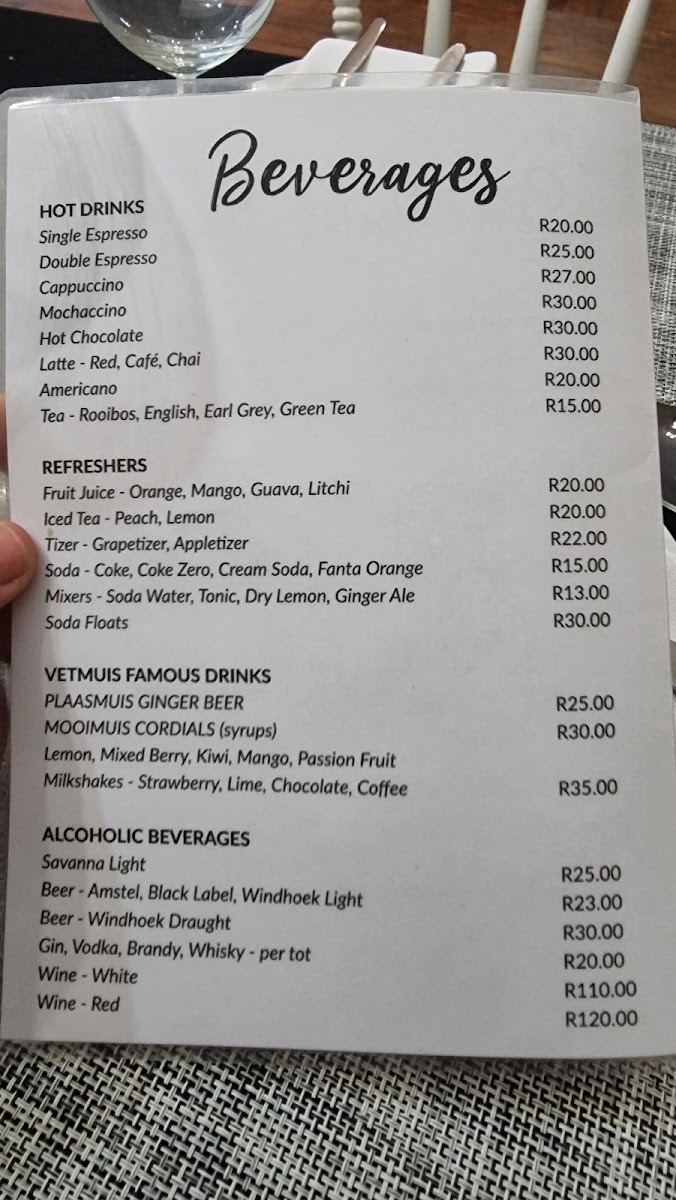 Beverages
HOT DRINKS
Single Espresso R20.00
Double Espresso R25.00
Cappuccino R27.00
Mochaccino R30.00
Hot Chocolate R30.00
Latte - Red, Café, Chai R30.00
Americano R20.00
Tea - Rooibos, English, Earl Grey, Green Tea R15.00
REFRESHERS
Fruit Juice - Orange, Mango, Guava, Litchi R20.00
Iced Tea - Peach, Lemon R20.00
Tizer - Grapetizer, Appletizer R22.00
Soda - Coke, Coke Zero, Cream Soda, Fanta Orange R15.00
Mixers - Soda Water, Tonic, Dry Lemon, Ginger Ale R13.00
Soda Floats R30.00
VETMUIS FAMOUS DRINKS
PLAASMUIS GINGER BEER R25.00
MOOIMUIS CORDIALS (syrups) R30.00
Lemon, Mixed Berry, Kiwi, Mango, Passion Fruit
Milkshakes - Strawberry, Lime, Chocolate, Coffee R35.00
ALCOHOLIC BEVERAGES
Savanna Light R25.00
Beer - Amstel, Black Label, Windhoek Light R23.00
Beer - Windhoek Draught R30.00
Gin, Vodka, Brandy, Whisky - per tot R20.00
Wine - White R110.00
Wine - Red R120.00